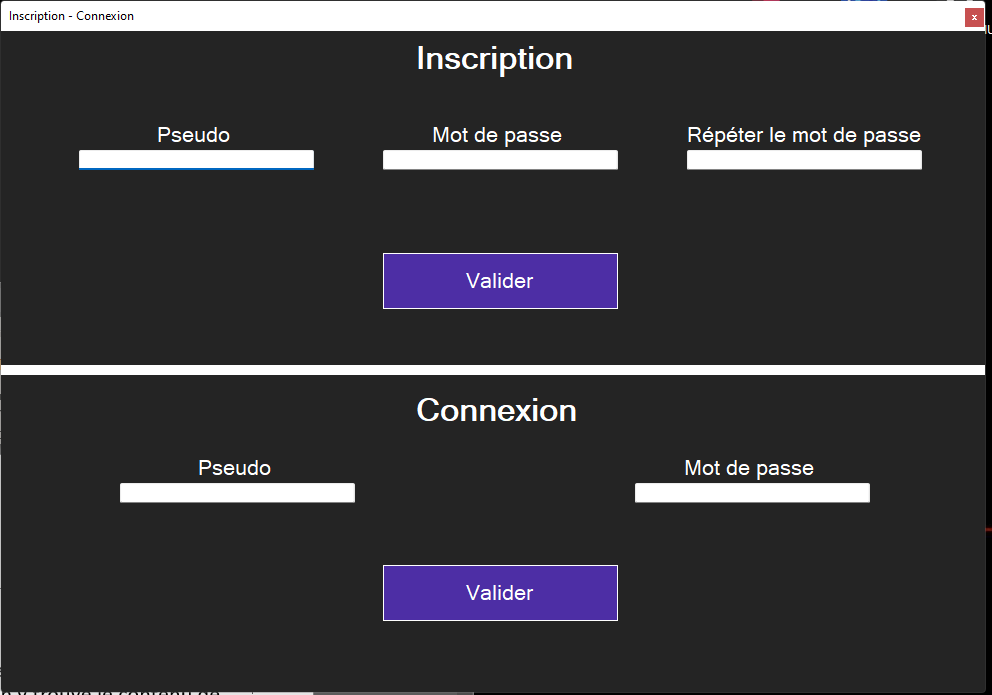 Inscription - Connexion
x
Inscription
Pseudo
Mot de passe
Répéter le mot de passe
Valider
Connexion
Pseudo
Mot de passe
Valider